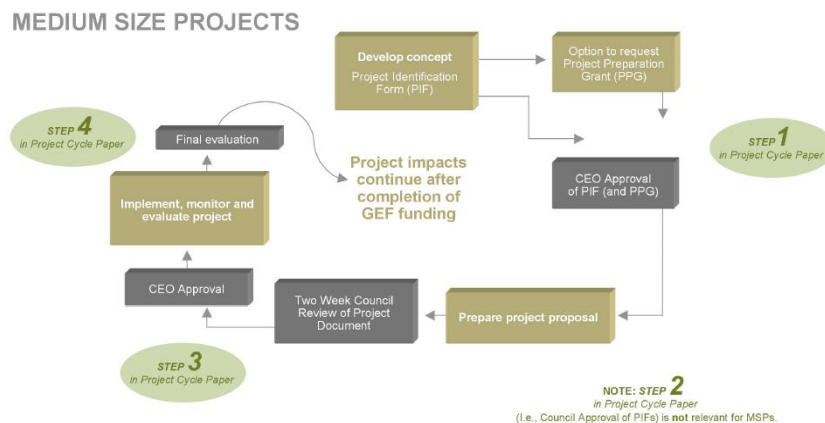 MEDIUM SIZE PROJECTS
Develop concept
Project Identification
Form (PIF)
Option to request
Project Preparation
Grant (PPG)
STEP 1
in Project Cycle Paper
CEO Approval
of PIF (and PPG)
Prepare project proposal
Two Week Council
Review of Project
Document
CEO Approval
STEP 3
in Project Cycle Paper
Implement, monitor and
evaluate project
Final evaluation
STEP 4
in Project Cycle Paper
Project impacts
continue after
completion of
GEF funding
NOTE: STEP 2
in Project Cycle Paper
(I.e., Council Approval of PIFs) is not relevant for MSPs.